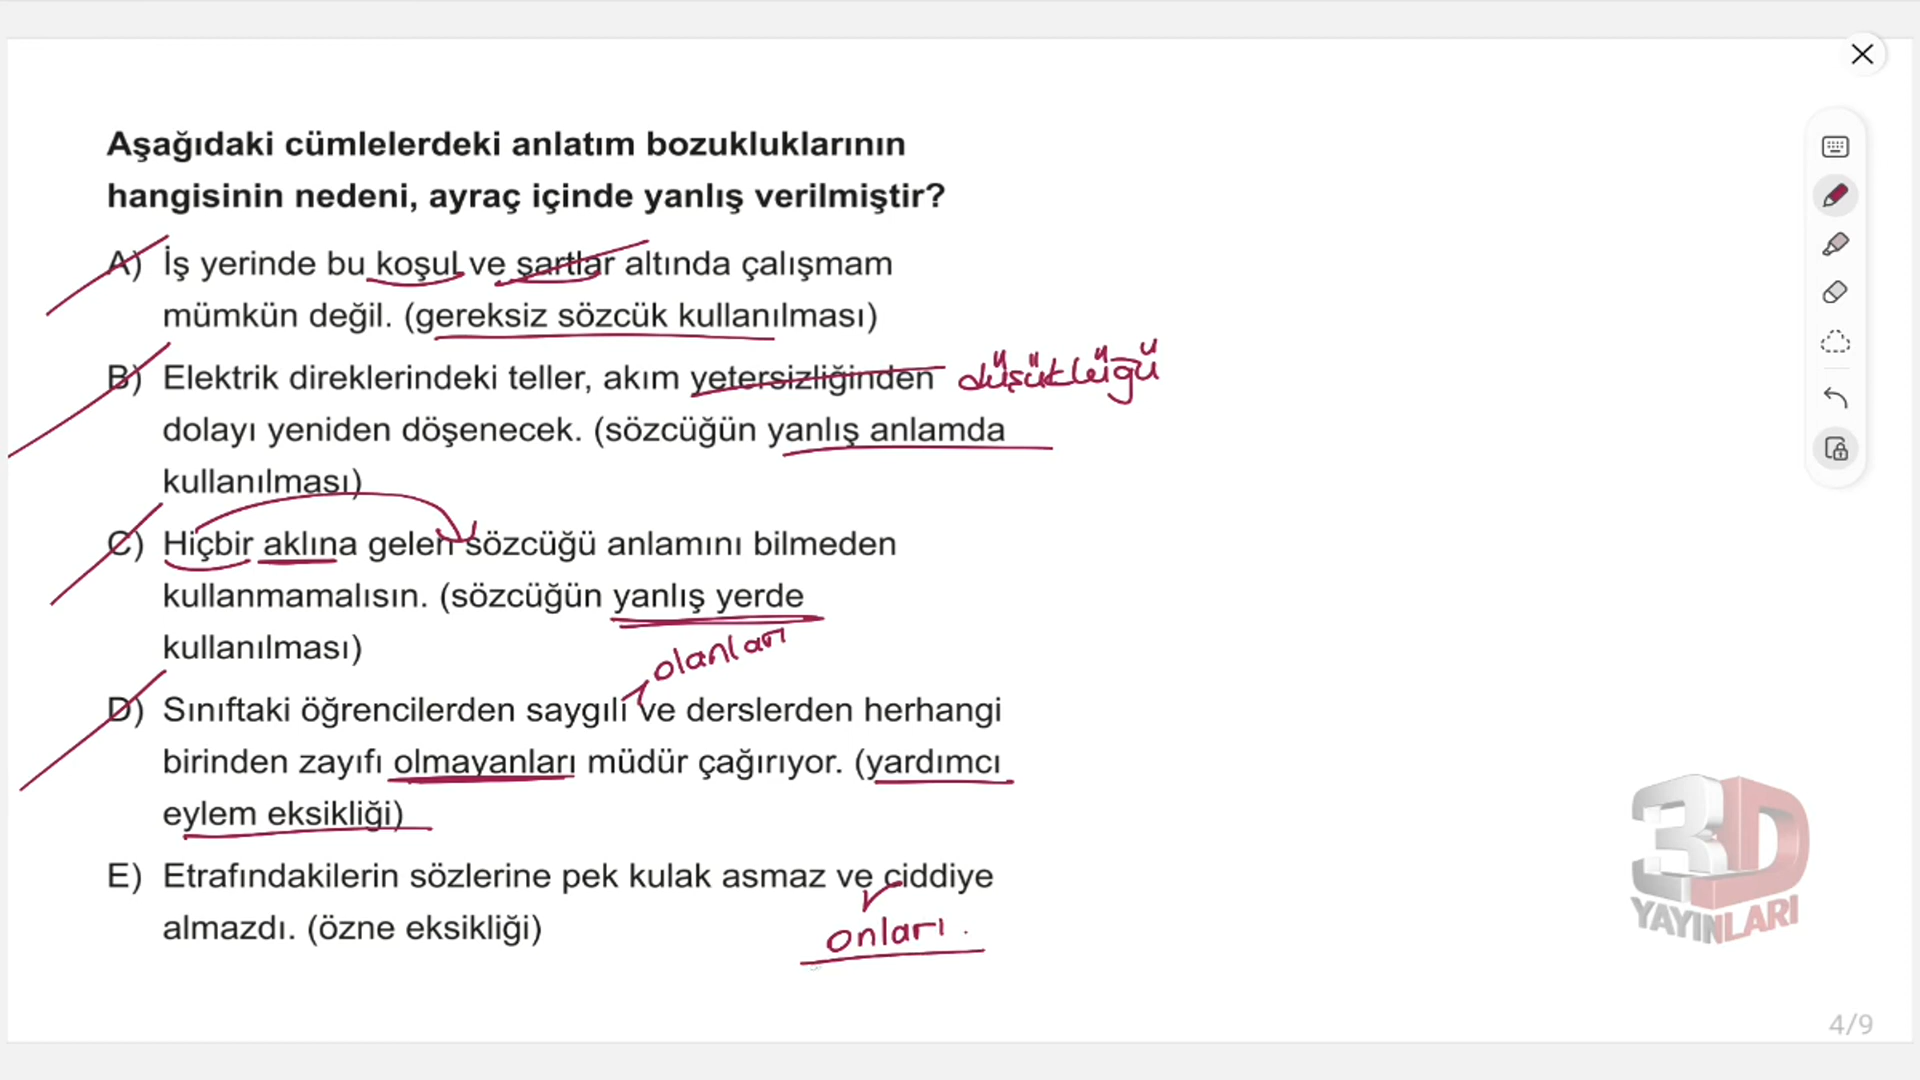 Aşağıdaki cümlelerdeki anlatım bozukluklarının
hangisinin nedeni, ayraç içinde yanlış verilmiştir?
A) İş yerinde bu koşul ve şartlar altında çalışmam
mümkün değil. (gereksiz sözcük kullanılması)
B) Elektrik direklerindeki teller, akım yetersizliğinden düşüklüğü
dolayı yeniden döşenecek. (sözcüğün yanlış anlamda
kullanılması)
C) Hiçbir aklına gelen sözcüğü anlamını bilmeden
kullanmamalısın. (sözcüğün yanlış yerde
kullanılması)
olanları
D) Sınıftaki öğrencilerden saygılı ve derslerden herhangi
birinden zayıfı olmayanları müdür çağırıyor. (yardımcı
eylem eksikliği)
E) Etrafındakilerin sözlerine pek kulak asmaz ve ciddiye
almazdı. (özne eksikliği)
onları
3D
YAYINLARI
4/9